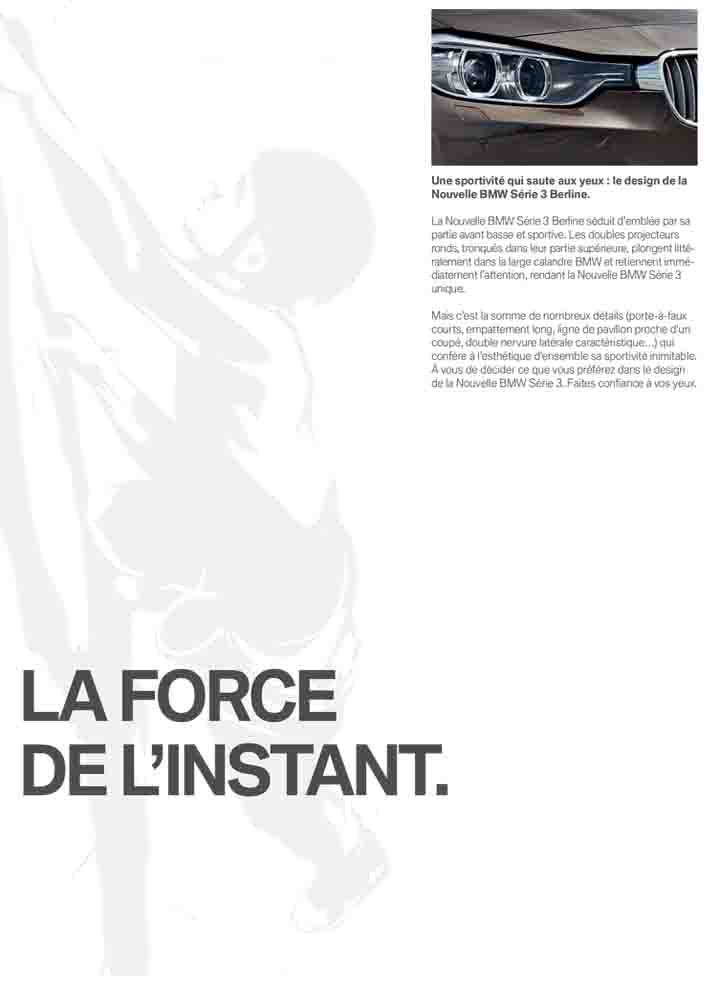 Une sportivité qui saute aux yeux : le design de la
Nouvelle BMW Série 3 Berline.
La Nouvelle BMW Série 3 Berline séduit d'emblée par sa
partie avant basse et sportive. Les doubles projecteurs
ronds, tronqués dans leur partie supérieure, plongent litté-
ralement dans la large calandre BMW et retiennent immé-
diatement l'attention, rendant la Nouvelle BMW Série 3
unique.
Mais c'est la somme de nombreux détails (porte-à-faux
courts, empattement long, ligne de pavillon proche d'un
coupé, double nervure latérale caractéristique…) qui
confère à l'esthétique d'ensemble sa sportivité inimitable.
À vous de décider ce que vous préférez dans le design
de la Nouvelle BMW Série 3. Faites confiance à vos yeux.
LA FORCE
DE L'INSTANT.